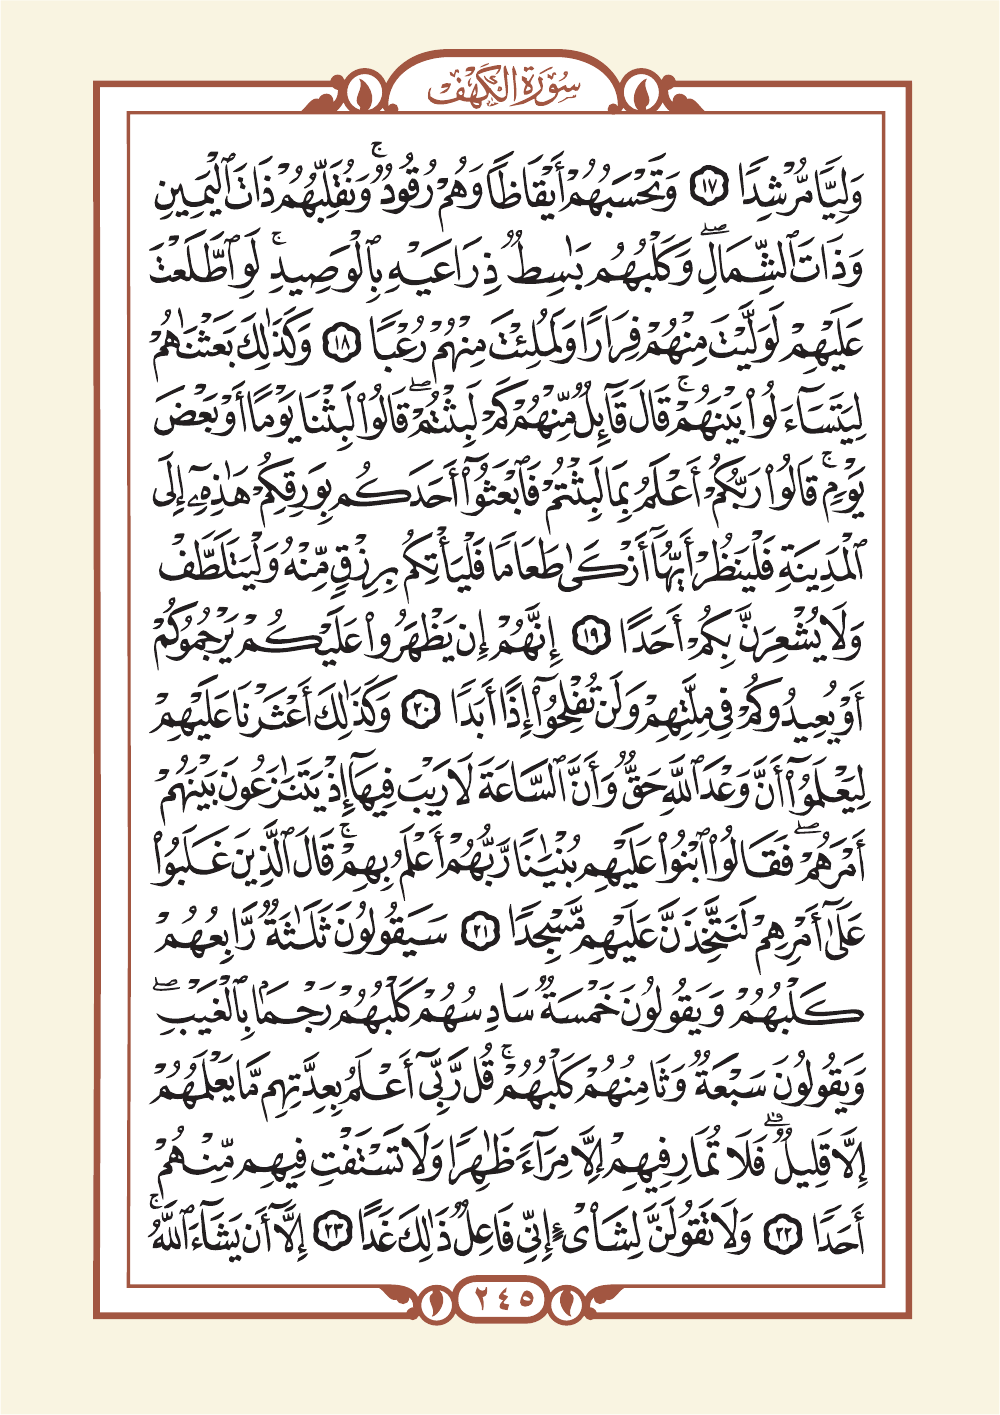 سُورَةُ الكَهْفِ
وَلِيًّا مُّرْشِدًا ١٧ وَتَحْسَبُهُمْ أَيْقَاظًا وَهُمْ رُقُودٌ ۚ وَنُقَلِّبُهُمْ ذَاتَ ٱلْيَمِينِ
وَذَاتَ ٱلشِّمَالِ ۖ وَكَلْبُهُم بَٰسِطٌ ذِرَاعَيْهِ بِٱلْوَصِيدِ ۚ لَوِ ٱطَّلَعْتَ
عَلَيْهِمْ لَوَلَّيْتَ مِنْهُمْ فِرَارًا وَلَمُلِئْتَ مِنْهُمْ رُعْبًا ١٨ وَكَذَٰلِكَ بَعَثْنَٰهُمْ
لِيَتَسَآءَلُوا۟ بَيْنَهُمْ ۚ قَالَ قَآئِلٌ مِّنْهُمْ كَمْ لَبِثْتُمْ ۖ قَالُوا۟ لَبِثْنَا يَوْمًا أَوْ بَعْضَ
يَوْمٍ ۚ قَالُوا۟ رَبُّكُمْ أَعْلَمُ بِمَا لَبِثْتُمْ فَٱبْعَثُوٓا۟ أَحَدَكُم بِوَرِقِكُمْ هَٰذِهِۦٓ إِلَى
ٱلْمَدِينَةِ فَلْيَنظُرْ أَيُّهَآ أَزْكَىٰ طَعَامًا فَلْيَأْتِكُم بِرِزْقٍ مِّنْهُ وَلْيَتَلَطَّفْ
وَلَا يُشْعِرَنَّ بِكُمْ أَحَدًا ١٩ إِنَّهُمْ إِن يَظْهَرُوا۟ عَلَيْكُمْ يَرْجُمُوكُمْ
أَوْ يُعِيدُوكُمْ فِى مِلَّتِهِمْ وَلَن تُفْلِحُوٓا۟ إِذًا أَبَدًا ٢٠ وَكَذَٰلِكَ أَعْثَرْنَا عَلَيْهِمْ
لِيَعْلَمُوٓا۟ أَنَّ وَعْدَ ٱللَّهِ حَقٌّ وَأَنَّ ٱلسَّاعَةَ لَا رَيْبَ فِيهَآ إِذْ يَتَنَٰزَعُونَ بَيْنَهُمْ
أَمْرَهُمْ ۖ فَقَالُوا۟ ٱبْنُوا۟ عَلَيْهِم بُنْيَٰنًا رَّبُّهُمْ أَعْلَمُ بِهِمْ ۚ قَالَ ٱلَّذِينَ غَلَبُوا۟
عَلَىٰٓ أَمْرِهِمْ لَنَتَّخِذَنَّ عَلَيْهِم مَّسْجِدًا ٢١ سَيَقُولُونَ ثَلَٰثَةٌ رَّابِعُهُمْ
كَلْبُهُمْ وَيَقُولُونَ خَمْسَةٌ سَادِسُهُمْ كَلْبُهُمْ رَجْمًۢا بِٱلْغَيْبِ ۖ
وَيَقُولُونَ سَبْعَةٌ وَثَامِنُهُمْ كَلْبُهُمْ ۚ قُل رَّبِّىٓ أَعْلَمُ بِعِدَّتِهِم مَّا يَعْلَمُهُمْ
إِلَّا قَلِيلٌ ۗ فَلَا تُمَارِ فِيهِمْ إِلَّا مِرَآءً ظَٰهِرًا وَلَا تَسْتَفْتِ فِيهِم مِّنْهُمْ
أَحَدًا ٢٢ وَلَا تَقُولَنَّ لِشَا۟ىْءٍ إِنِّى فَاعِلٌ ذَٰلِكَ غَدًا ٢٣ إِلَّآ أَن يَشَآءَ ٱللَّهُ ۚ
٢٤٥